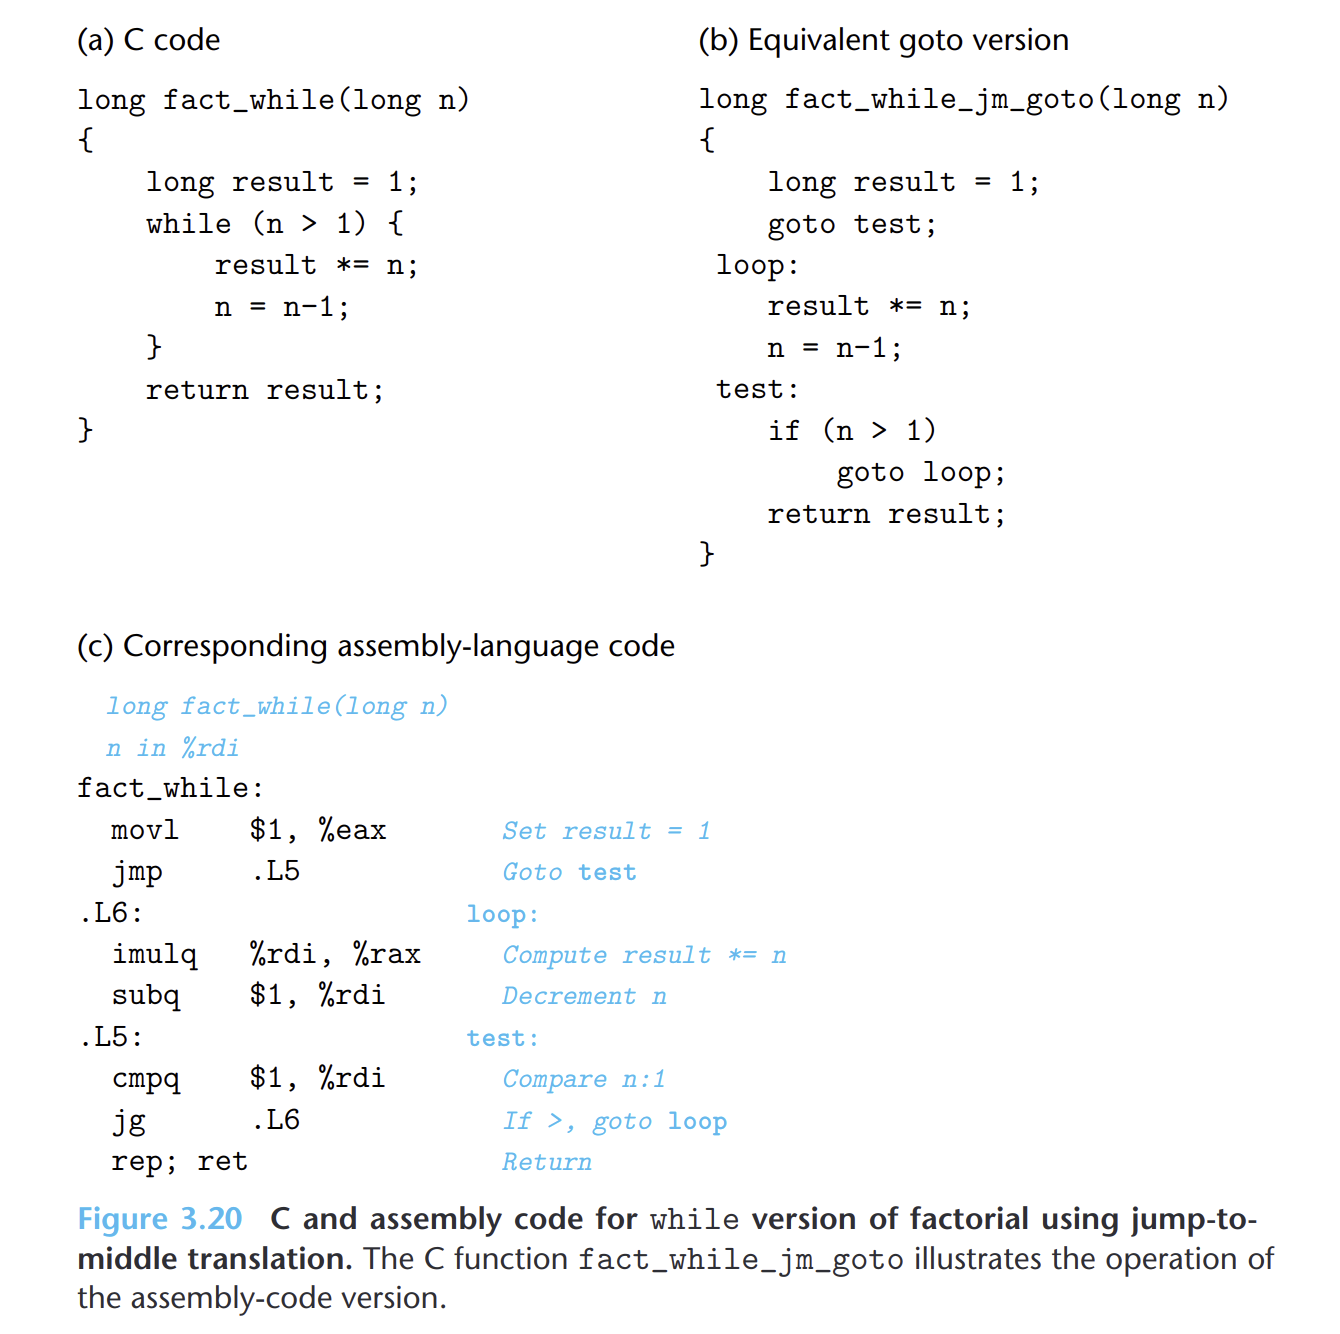 (a) C code
long fact_while(long n)
{
    long result = 1;
    while (n > 1) {
        result *= n;
        n = n-1;
    }
    return result;
}
(b) Equivalent goto version
long fact_while_jm_goto(long n)
{
    long result = 1;
    goto test;
 loop:
    result *= n;
    n = n-1;
 test:
    if (n > 1)
        goto loop;
    return result;
}
(c) Corresponding assembly-language code
long fact_while(long n)
n in %rdi
fact_while:
  movl    $1, %eax    Set result = 1
  jmp     .L5    Goto test
.L6:    loop:
  imulq   %rdi, %rax    Compute result *= n
  subq    $1, %rdi    Decrement n
.L5:    test:
  cmpq    $1, %rdi    Compare n:1
  jg      .L6    If >, goto loop
  rep; ret    Return
Figure 3.20 C and assembly code for while version of factorial using jump-to-
middle translation. The C function fact_while_jm_goto illustrates the operation of
the assembly-code version.